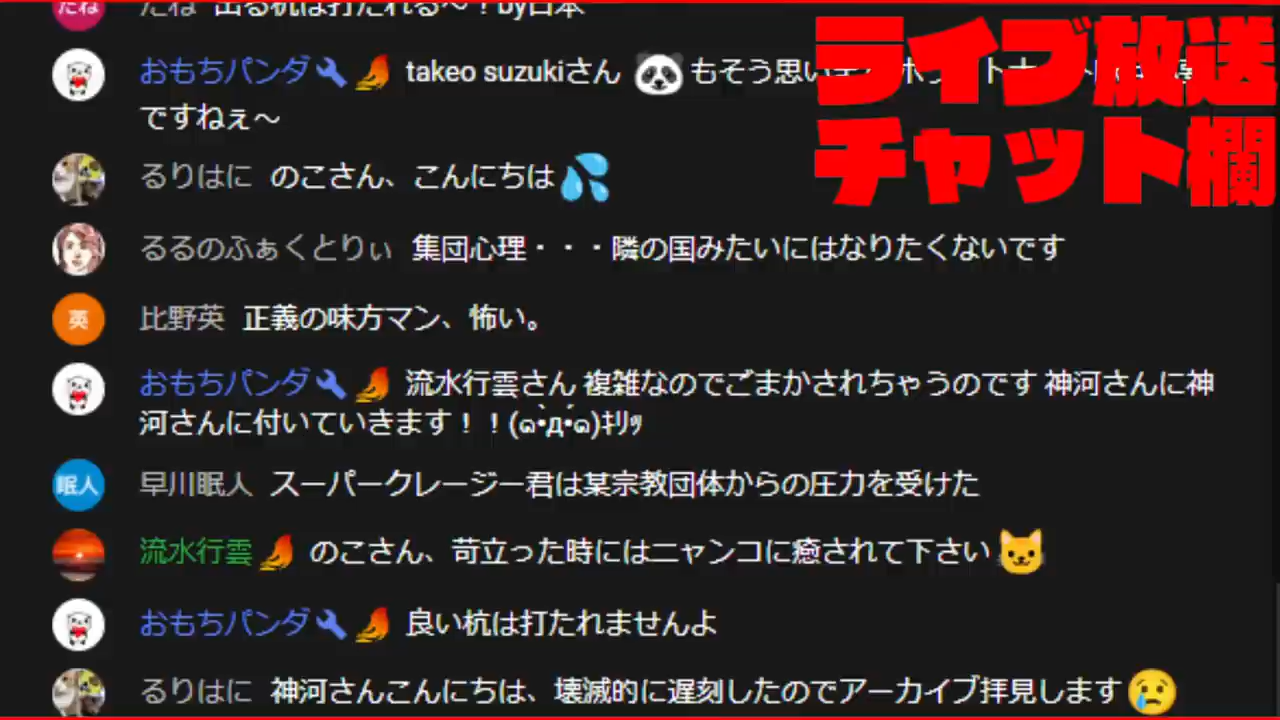 たね 出る杭は打たれる〜！by日本
ライブ放送
チャット欄
おもちパンダ takeo suzukiさん もそう思い
ですねぇ〜
るりはに のこさん、こんにちは
るるのふぁくとりぃ 集団心理・・・隣の国みたいにはなりたくないです
英 比野英 正義の味方マン、怖い。
おもちパンダ 流水行雲さん 複雑なのでごまかされちゃうのです 神河さんに神
河さんに付いていきます！！(๑•̀д•́๑)ｷﾘｯ
眠人 早川眠人 スーパークレージー君は某宗教団体からの圧力を受けた
流水行雲 のこさん、苛立った時にはニャンコに癒されて下さい
おもちパンダ 良い杭は打たれませんよ
るりはに 神河さんこんにちは、壊滅的に遅刻したのでアーカイブ拝見します